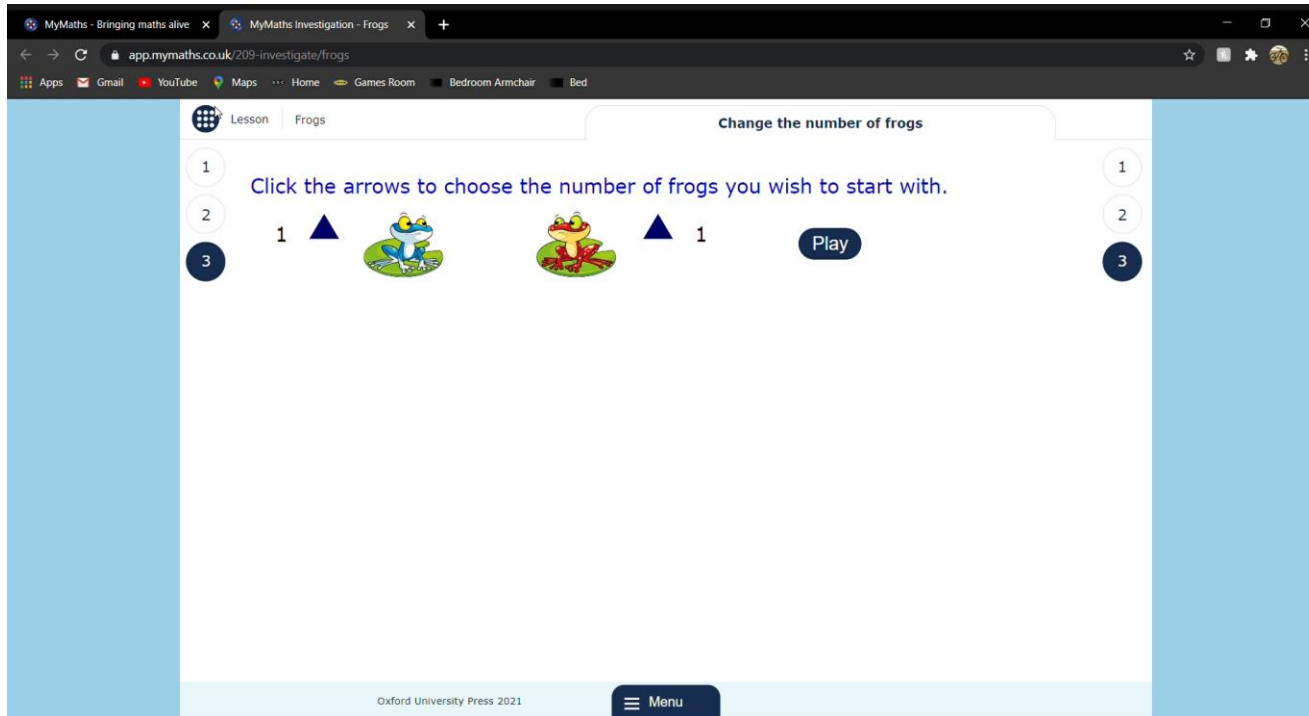 MyMaths - Bringing maths alive
MyMaths Investigation - Frogs
app.mymaths.co.uk/209-investigate/frogs
Apps Gmail YouTube Maps Home Games Room Bedroom Armchair Bed
Lesson Frogs
Change the number of frogs
1
2
3
Click the arrows to choose the number of frogs you wish to start with.
1
1
Play
1
2
3
Oxford University Press 2021
Menu